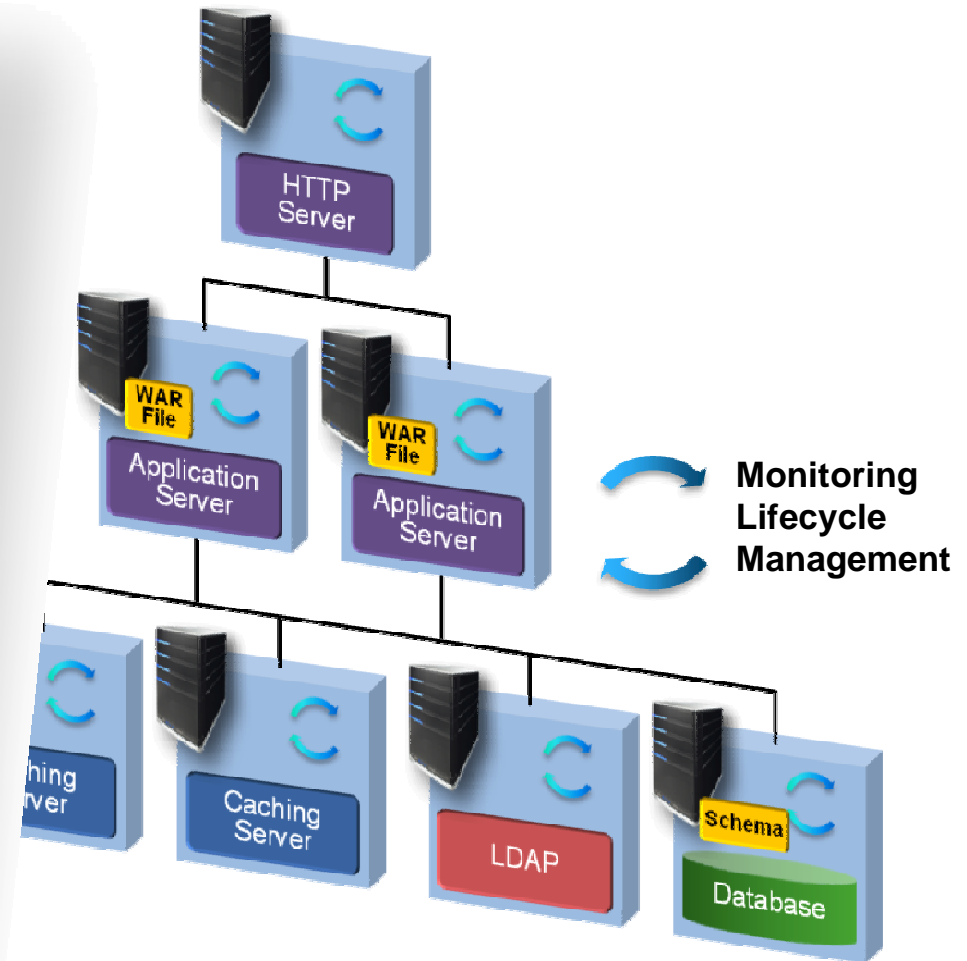 HTTP
Server
WAR
File
Application
Server
WAR
File
Application
Server
Monitoring
Lifecycle
Management
Caching
Server
LDAP
Schema
Database